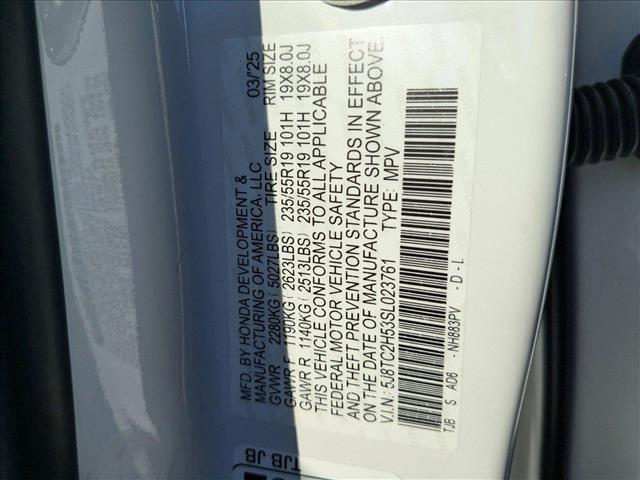 MFD. BY HONDA DEVELOPMENT & 03/'25
MANUFACTURING OF AMERICA, LLC
GVWR 2280KG (5027LBS) TIRE SIZE RIM SIZE
GAWR F 1190KG (2623LBS) 235/55R19 101H 19X8.0J
GAWR R 1140KG (2513LBS) 235/55R19 101H 19X8.0J
THIS VEHICLE CONFORMS TO ALL APPLICABLE
FEDERAL MOTOR VEHICLE SAFETY
AND THEFT PREVENTION STANDARDS IN EFFECT
ON THE DATE OF MANUFACTURE SHOWN ABOVE.
V.I.N.: 5J8TC2H53SL023761 TYPE: MPV
TJB S AD6 - NH883PV - D - L
TJB JB